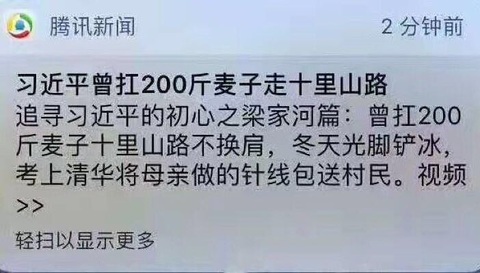 腾讯新闻 2 分钟前
习近平曾扛200斤麦子走十里山路
追寻习近平的初心之梁家河篇：曾扛200
斤麦子十里山路不换肩，冬天光脚铲冰，
考上清华将母亲做的针线包送村民。视频
>>
轻扫以显示更多